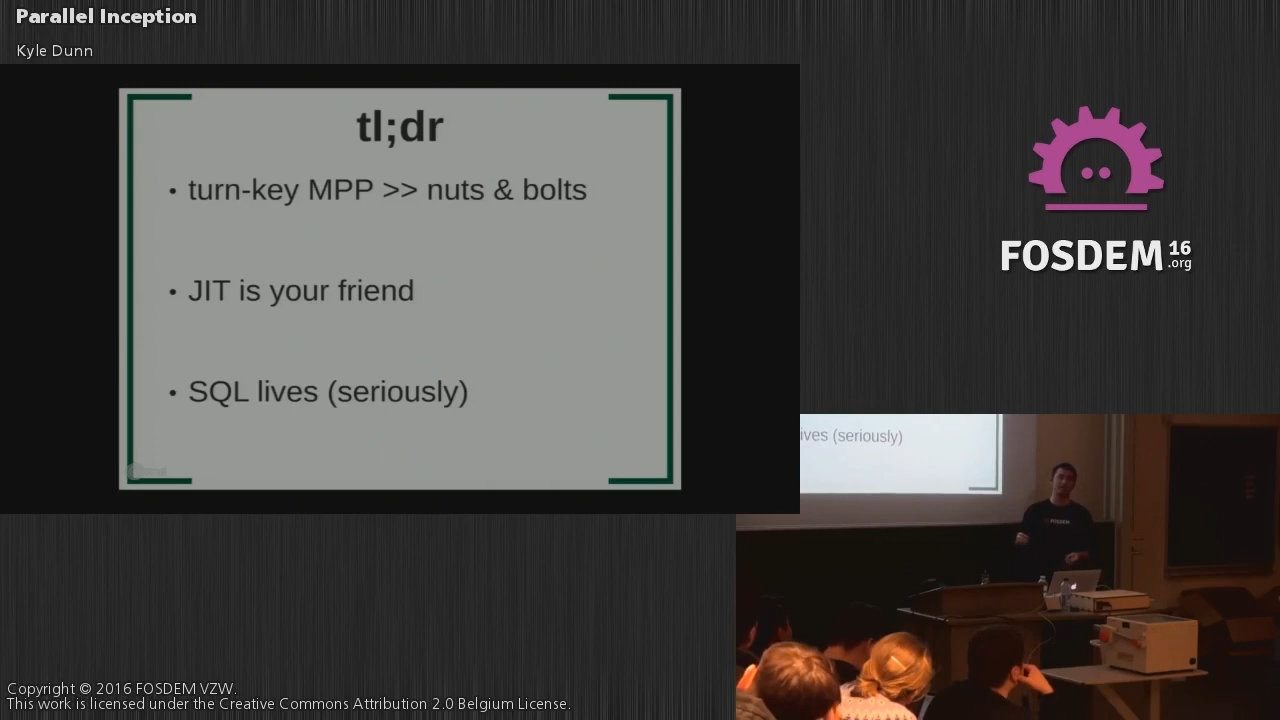 Parallel Inception
Kyle Dunn
tl;dr
• turn-key MPP >> nuts & bolts
• JIT is your friend
• SQL lives (seriously)
FOSDEM 16
.org
ives (seriously)
FOSDEM
Copyright © 2016 FOSDEM VZW.
This work is licensed under the Creative Commons Attribution 2.0 Belgium License.